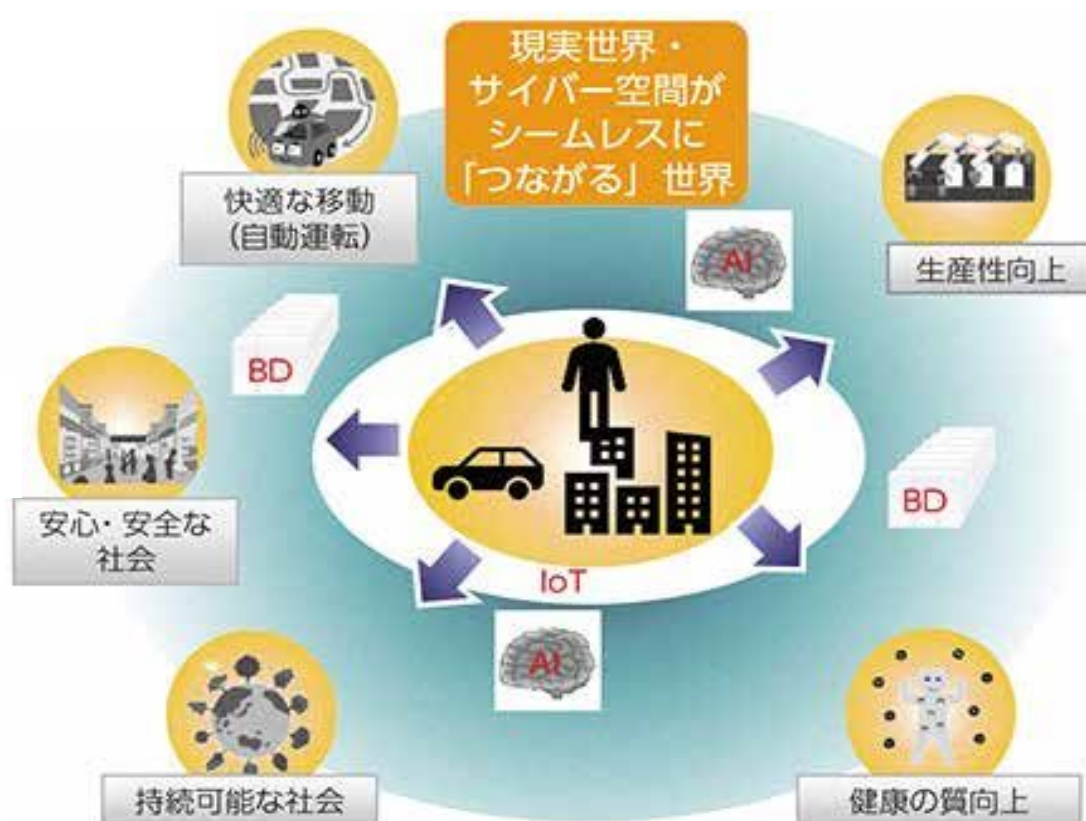 現実世界・
サイバー空間が
シームレスに
「つながる」世界
快適な移動
(自動運転)
生産性向上
AI
BD
安心・安全な
社会
BD
IoT
AI
持続可能な社会
健康の質向上